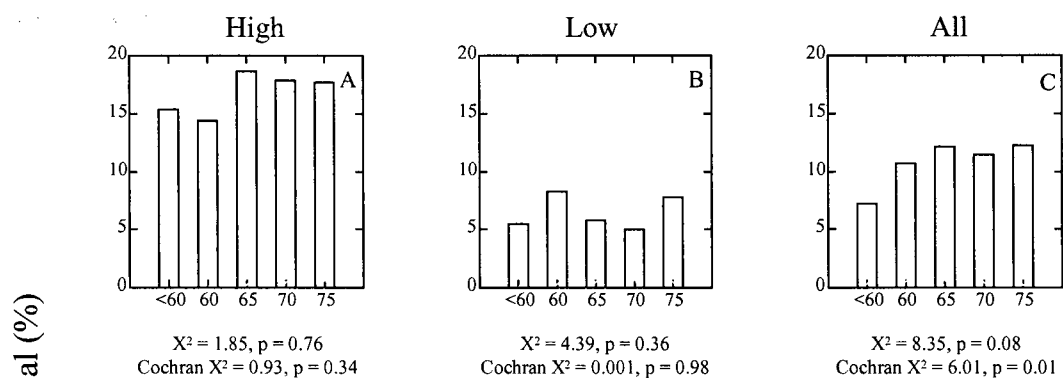 High Low All
20 20 20
A B C
15 15 15
10 10 10
5 5 5
0 0 0
<60 60 65 70 75 <60 60 65 70 75 <60 60 65 70 75
X² = 1.85, p = 0.76 X² = 4.39, p = 0.36 X² = 8.35, p = 0.08
Cochran X² = 0.93, p = 0.34 Cochran X² = 0.001, p = 0.98 Cochran X² = 6.01, p = 0.01
al (%)